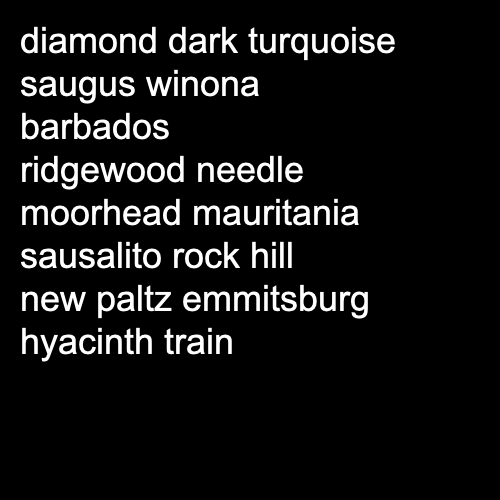 diamond dark turquoise
saugus winona
barbados
ridgewood needle
moorhead mauritania
sausalito rock hill
new paltz emmitsburg
hyacinth train